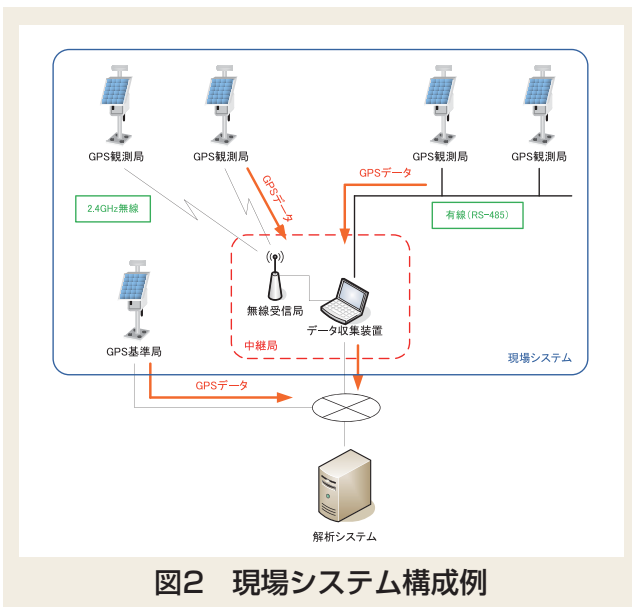 GPS観測局
GPS観測局
GPS観測局
GPS観測局
GPSデータ
GPSデータ
2.4GHz無線
有線(RS-485)
無線受信局
データ収集装置
中継局
GPS基準局
現場システム
GPSデータ
解析システム
図2 現場システム構成例